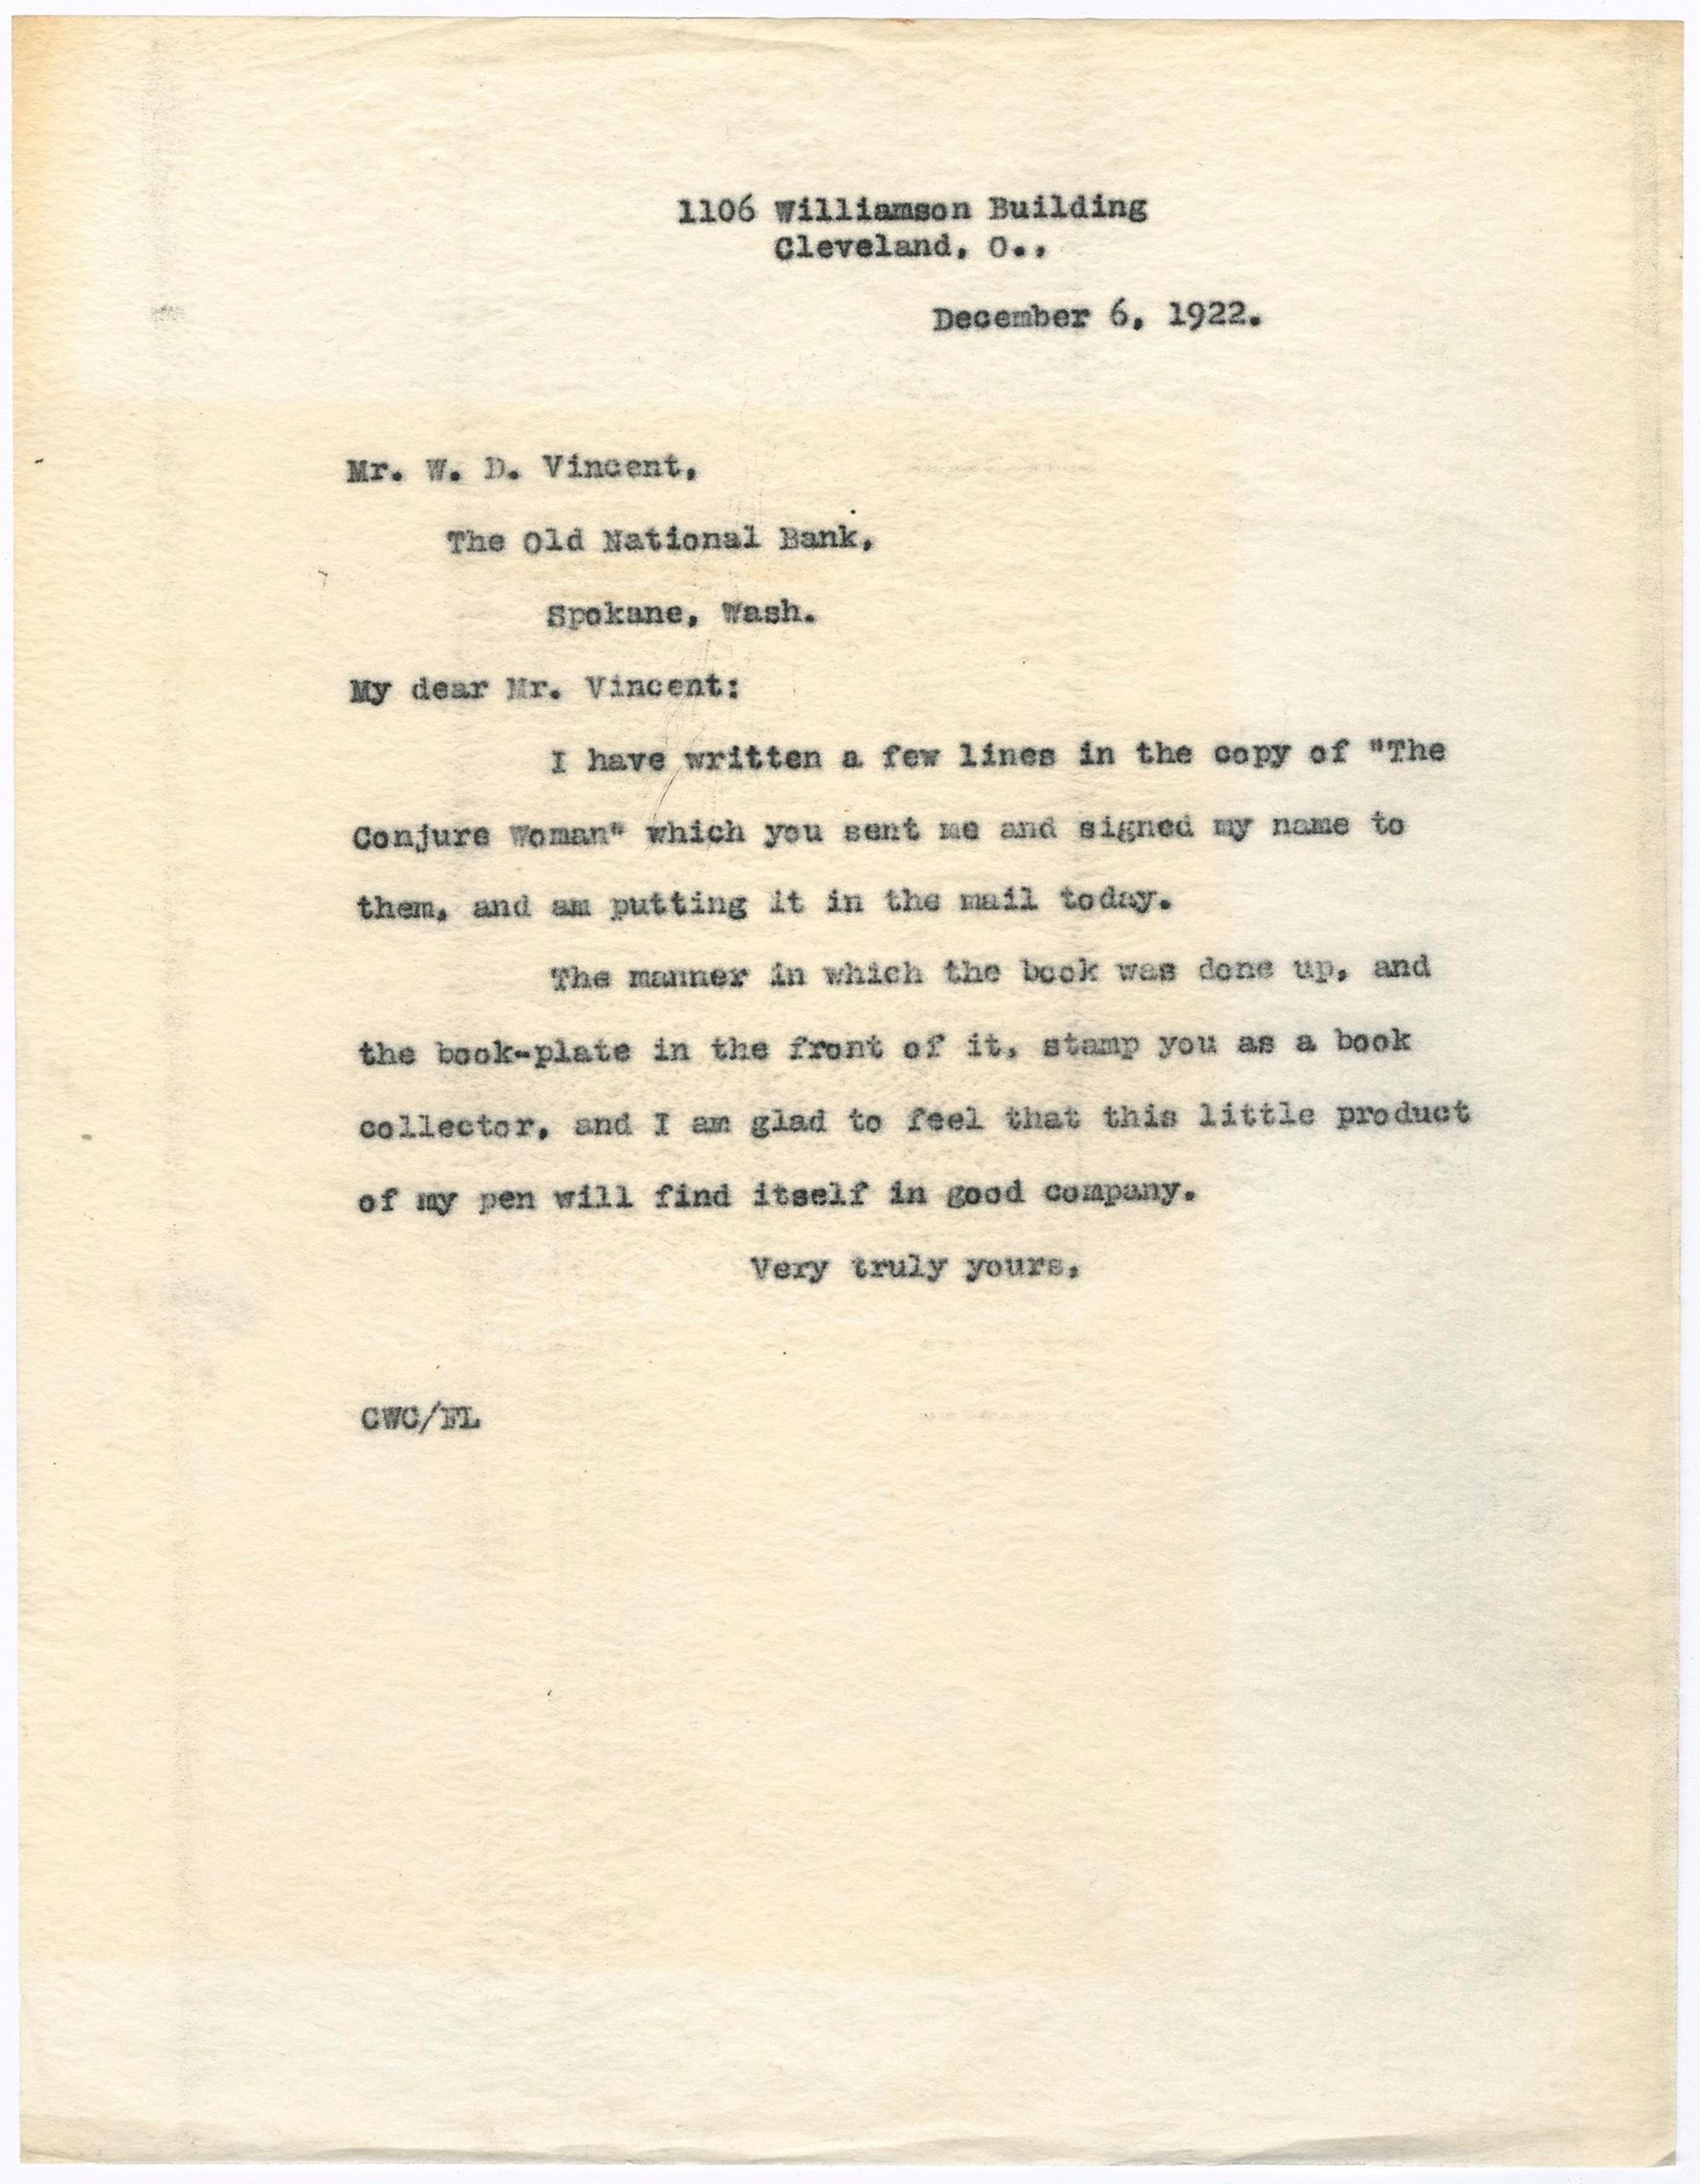 1106 Williamson Building
Cleveland, O.,
December 6, 1922.
Mr. W. D. Vincent,
The Old National Bank,
Spokane, Wash.
My dear Mr. Vincent:
I have written a few lines in the copy of "The
Conjure Woman" which you sent me and signed my name to
them, and am putting it in the mail today.
The manner in which the book was done up, and
the book-plate in the front of it, stamp you as a book
collector, and I am glad to feel that this little product
of my pen will find itself in good company.
Very truly yours,
CWC/FL